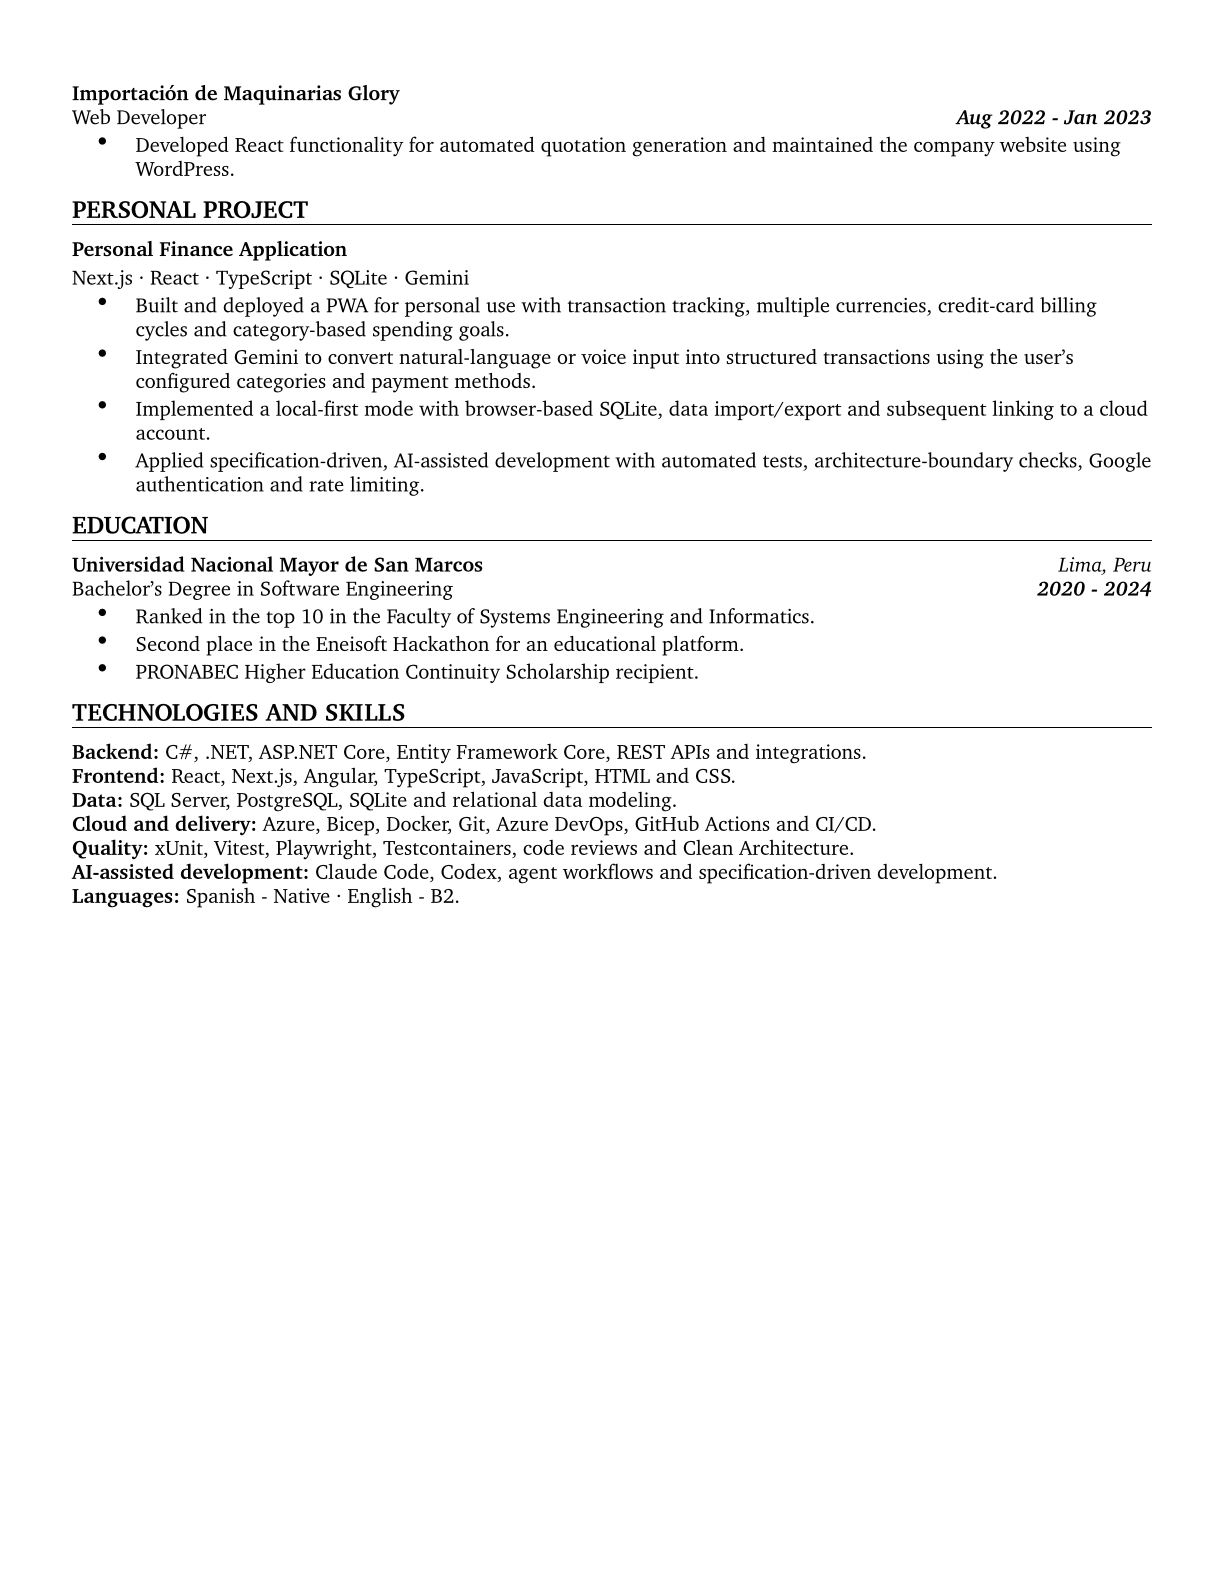 Importación de Maquinarias Glory
Web Developer Aug 2022 - Jan 2023
• Developed React functionality for automated quotation generation and maintained the company website using
WordPress.
PERSONAL PROJECT
Personal Finance Application
Next.js · React · TypeScript · SQLite · Gemini
• Built and deployed a PWA for personal use with transaction tracking, multiple currencies, credit-card billing
cycles and category-based spending goals.
• Integrated Gemini to convert natural-language or voice input into structured transactions using the user’s
configured categories and payment methods.
• Implemented a local-first mode with browser-based SQLite, data import/export and subsequent linking to a cloud
account.
• Applied specification-driven, AI-assisted development with automated tests, architecture-boundary checks, Google
authentication and rate limiting.
EDUCATION
Universidad Nacional Mayor de San Marcos Lima, Peru
Bachelor’s Degree in Software Engineering 2020 - 2024
• Ranked in the top 10 in the Faculty of Systems Engineering and Informatics.
• Second place in the Eneisoft Hackathon for an educational platform.
• PRONABEC Higher Education Continuity Scholarship recipient.
TECHNOLOGIES AND SKILLS
Backend: C#, .NET, ASP.NET Core, Entity Framework Core, REST APIs and integrations.
Frontend: React, Next.js, Angular, TypeScript, JavaScript, HTML and CSS.
Data: SQL Server, PostgreSQL, SQLite and relational data modeling.
Cloud and delivery: Azure, Bicep, Docker, Git, Azure DevOps, GitHub Actions and CI/CD.
Quality: xUnit, Vitest, Playwright, Testcontainers, code reviews and Clean Architecture.
AI-assisted development: Claude Code, Codex, agent workflows and specification-driven development.
Languages: Spanish - Native · English - B2.